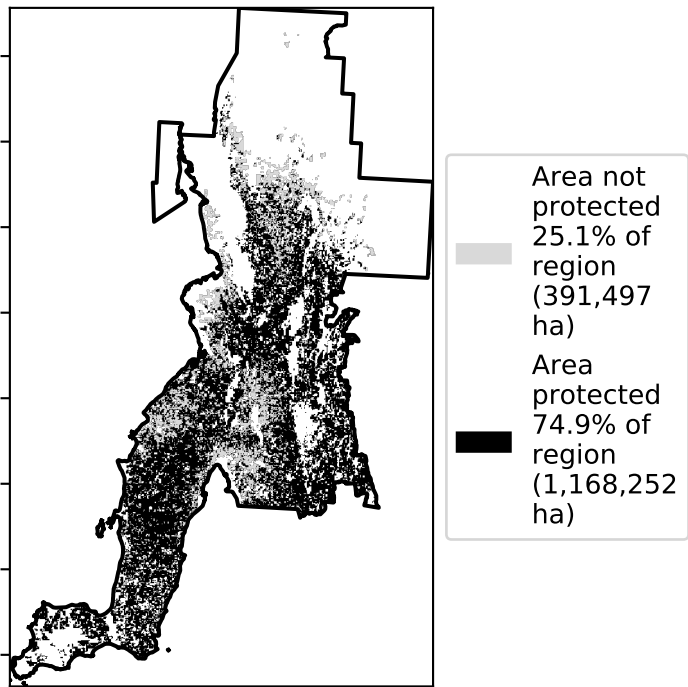 Area not
protected
25.1% of
region
(391,497
ha)
Area
protected
74.9% of
region
(1,168,252
ha)